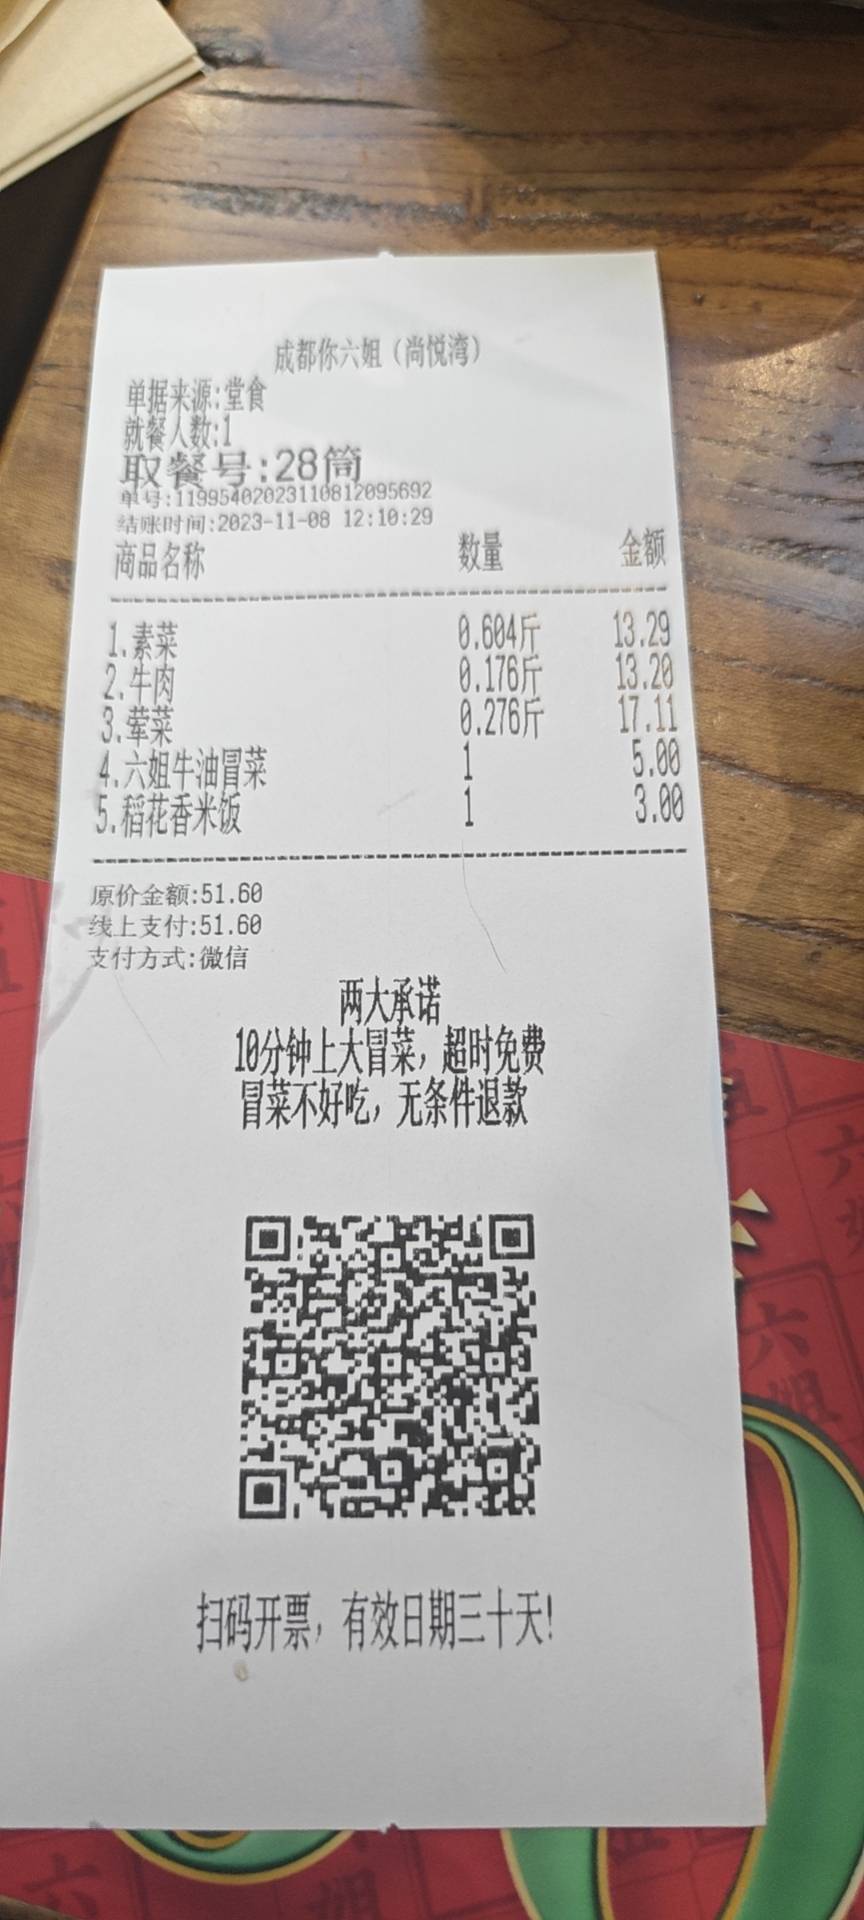 成都你六姐（尚悦湾）
单据来源:堂食
就餐人数:1
取餐号:28筒
单号:11995402023110812095692
结账时间:2023-11-08 12:10:29
商品名称 数量 金额
1.素菜 0.604斤 13.29
2.牛肉 0.176斤 13.20
3.荤菜 0.276斤 17.11
4.六姐牛油冒菜 1 5.00
5.稻花香米饭 1 3.00
原价金额:51.60
线上支付:51.60
支付方式:微信
两大承诺
10分钟上大冒菜，超时免费
冒菜不好吃，无条件退款
扫码开票，有效日期三十天!
六
姐
六
姐
六
姐